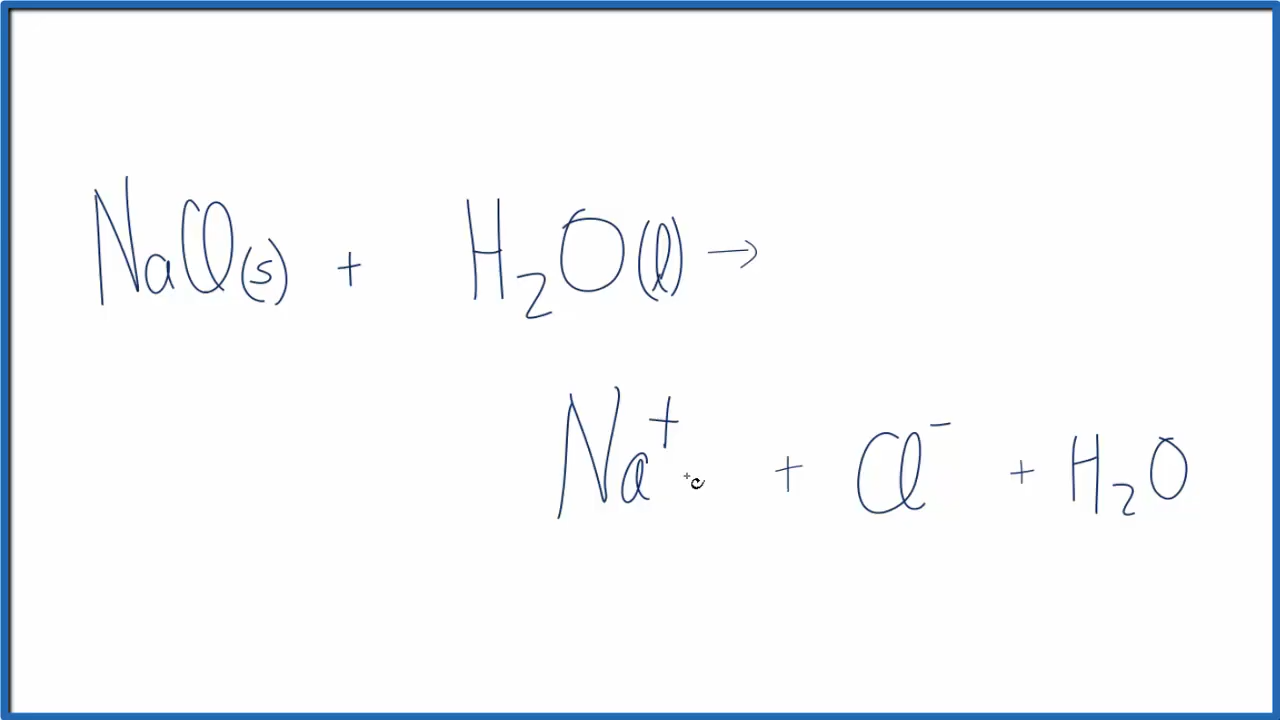 NaCl(s) + H₂O(l) →
Na⁺ + Cl⁻ + H₂O